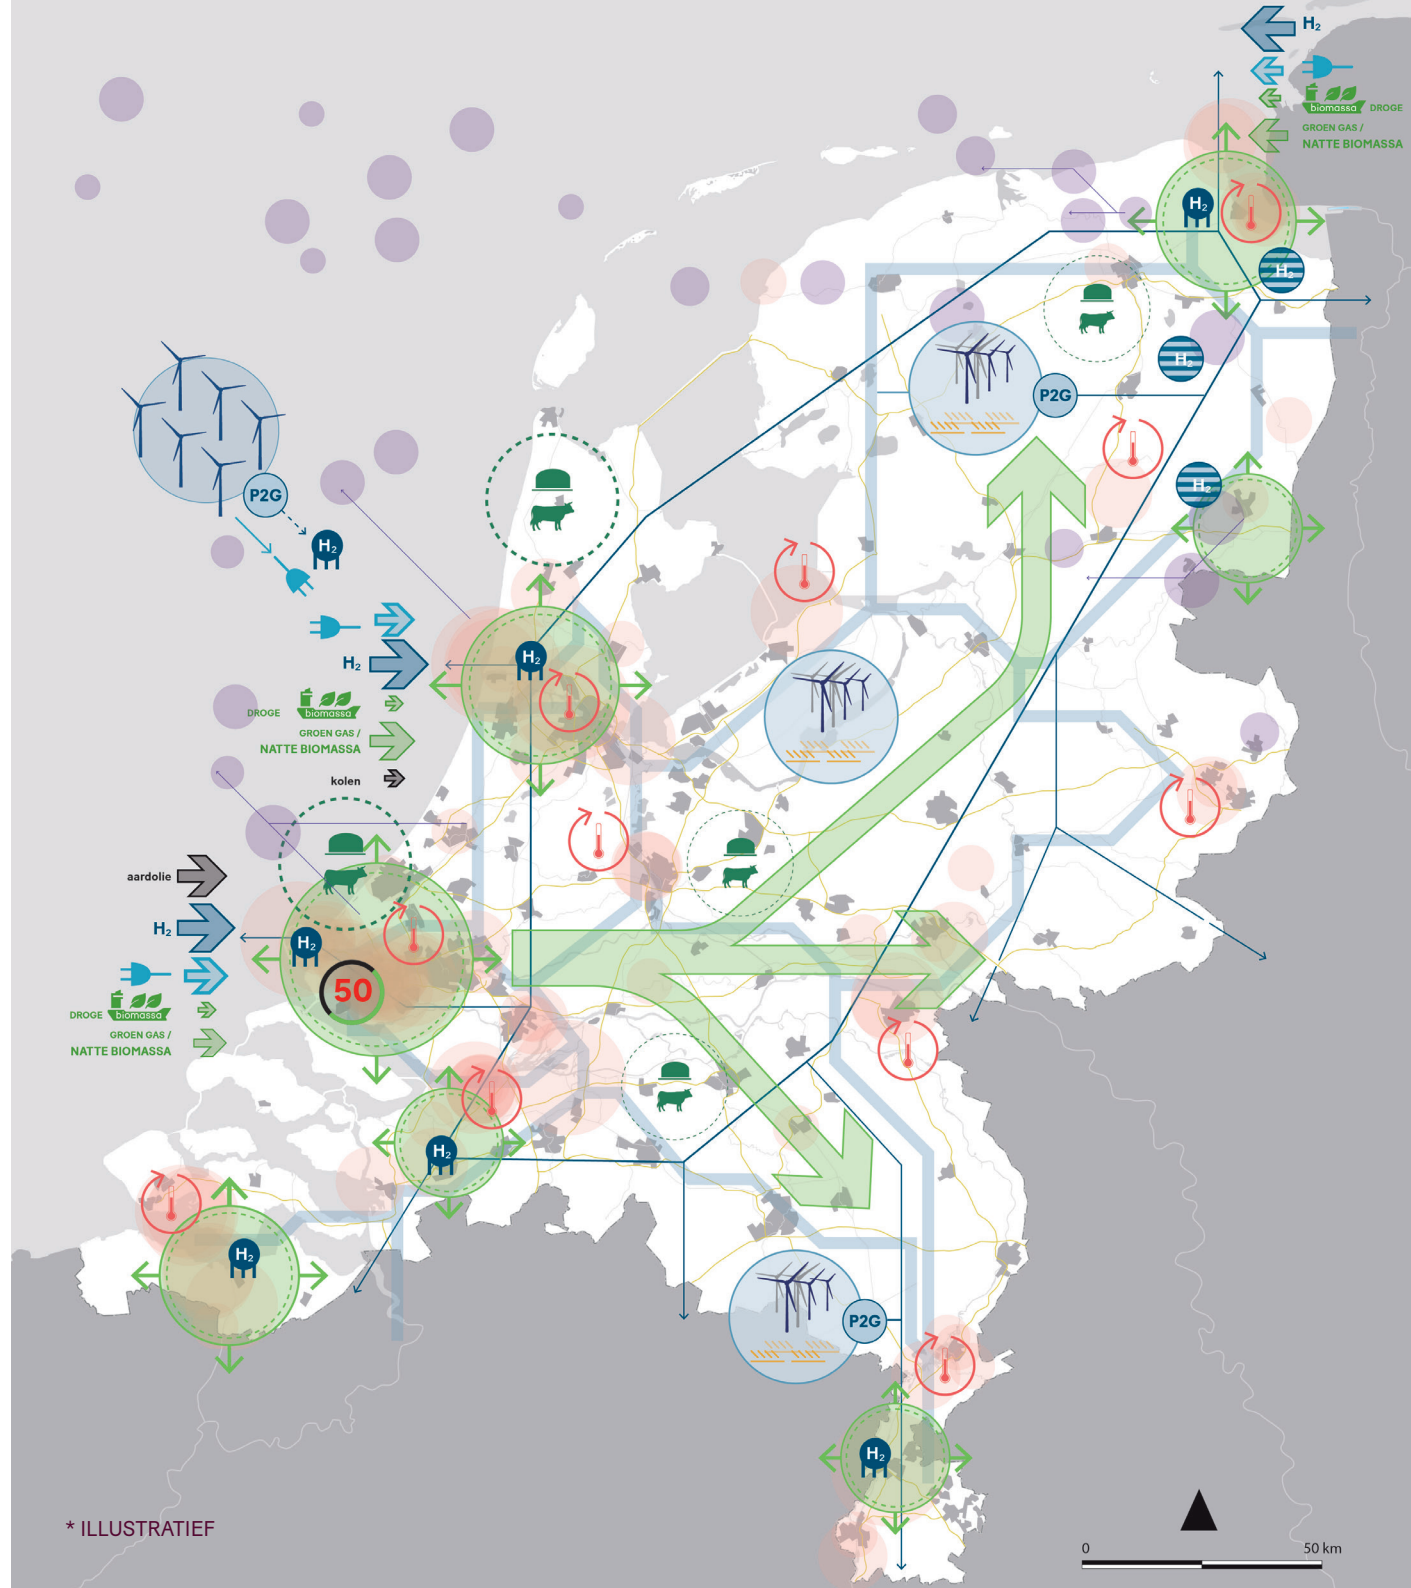 H₂
biomassa DROGE
GROEN GAS /
NATTE BIOMASSA
H₂
H₂
H₂
P2G
P2G
H₂
H₂
H₂
H₂
DROGE biomassa
GROEN GAS /
NATTE BIOMASSA
kolen
aardolie
H₂
H₂
50
DROGE biomassa
GROEN GAS /
NATTE BIOMASSA
H₂
H₂
P2G
H₂
* ILLUSTRATIEF
0 50 km